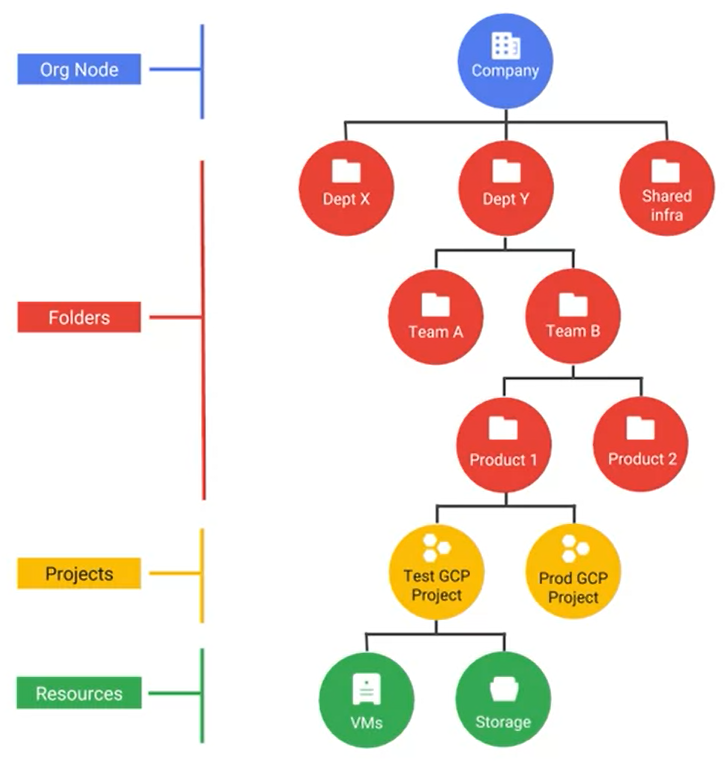 Org Node
Company
Dept X
Dept Y
Shared
infra
Folders
Team A
Team B
Product 1
Product 2
Projects
Test GCP
Project
Prod GCP
Project
Resources
VMs
Storage